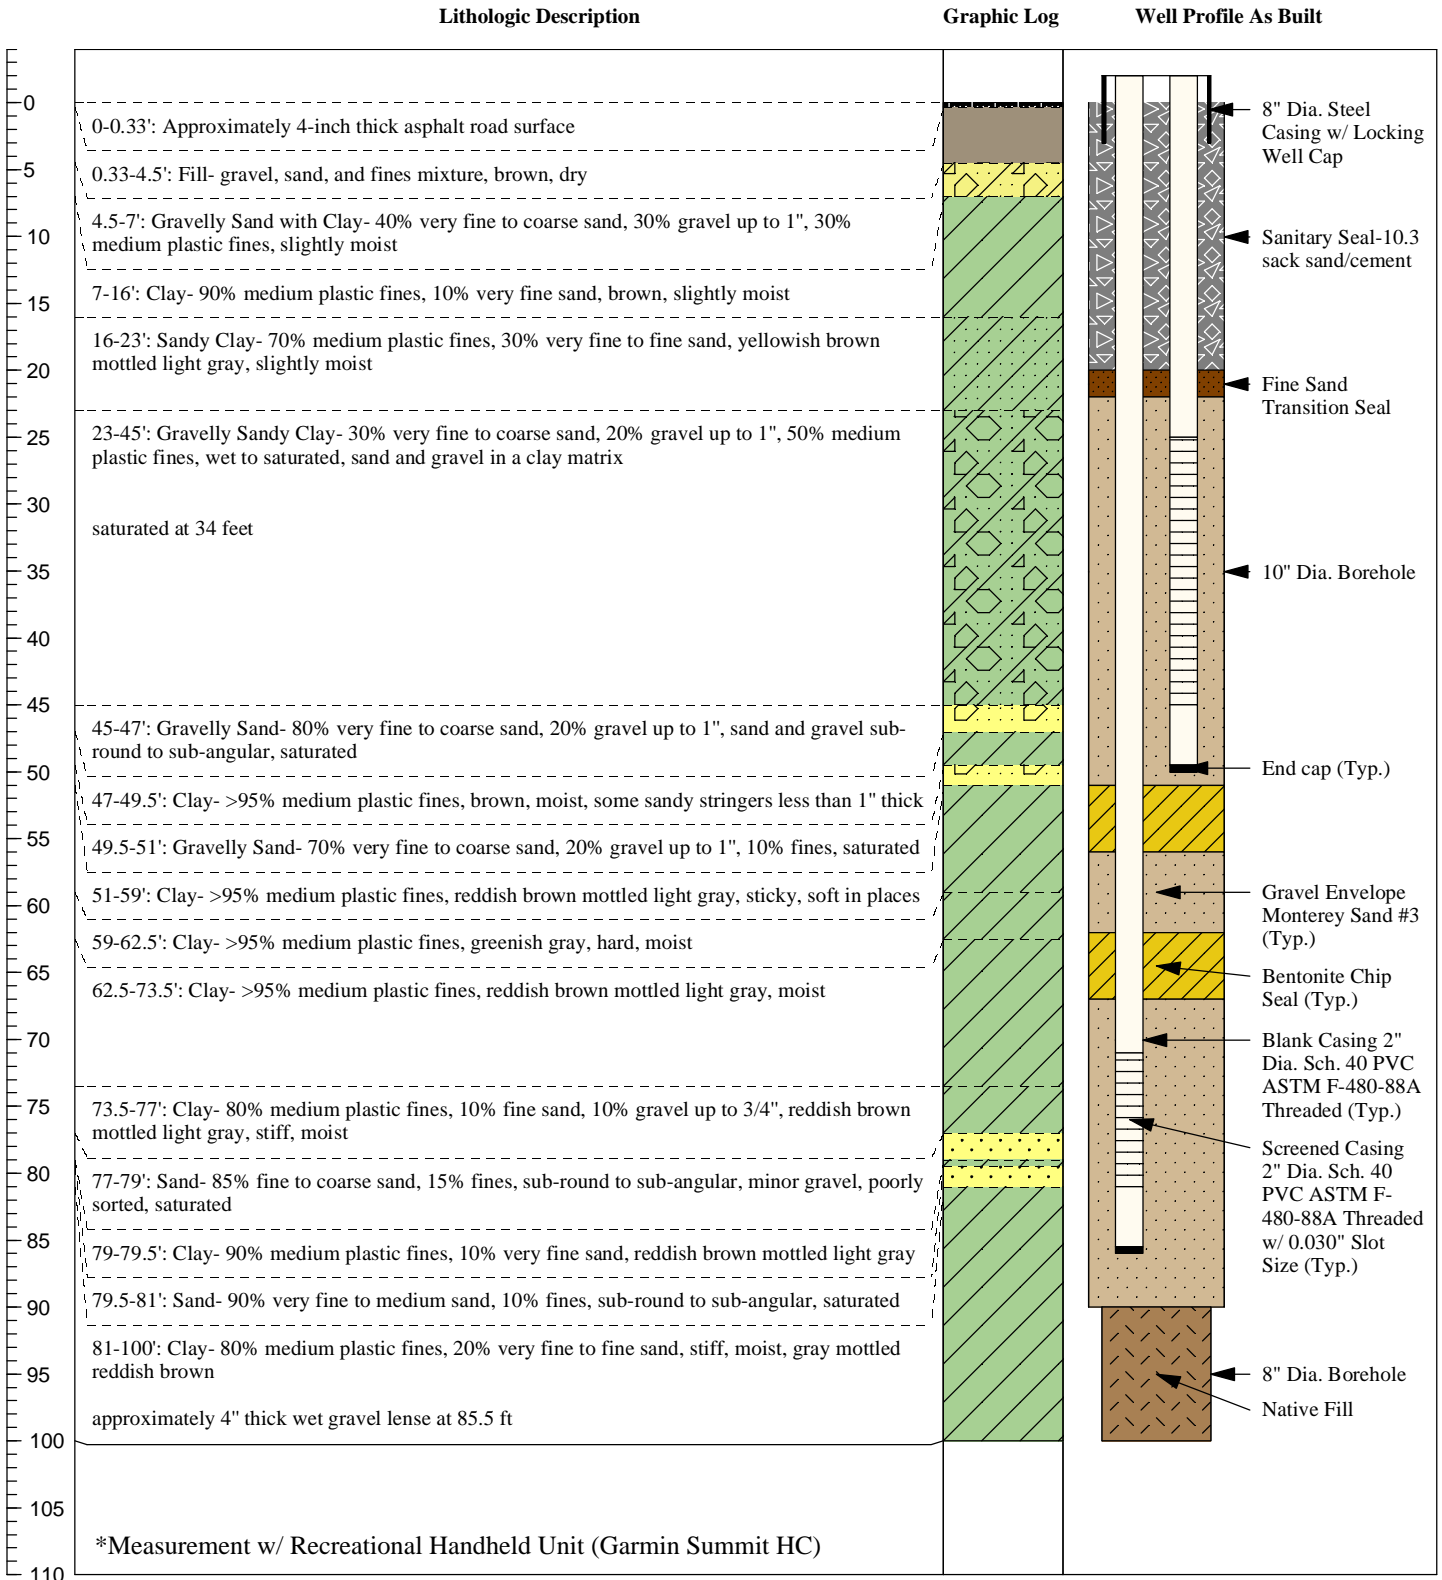 Lithologic Description
Graphic Log
Well Profile As Built
0
5
10
15
20
25
30
35
40
45
50
55
60
65
70
75
80
85
90
95
100
105
110
0-0.33': Approximately 4-inch thick asphalt road surface
0.33-4.5': Fill- gravel, sand, and fines mixture, brown, dry
4.5-7': Gravelly Sand with Clay- 40% very fine to coarse sand, 30% gravel up to 1", 30%
medium plastic fines, slightly moist
7-16': Clay- 90% medium plastic fines, 10% very fine sand, brown, slightly moist
16-23': Sandy Clay- 70% medium plastic fines, 30% very fine to fine sand, yellowish brown
mottled light gray, slightly moist
23-45': Gravelly Sandy Clay- 30% very fine to coarse sand, 20% gravel up to 1", 50% medium
plastic fines, wet to saturated, sand and gravel in a clay matrix
saturated at 34 feet
45-47': Gravelly Sand- 80% very fine to coarse sand, 20% gravel up to 1", sand and gravel sub-
round to sub-angular, saturated
47-49.5': Clay- >95% medium plastic fines, brown, moist, some sandy stringers less than 1" thick
49.5-51': Gravelly Sand- 70% very fine to coarse sand, 20% gravel up to 1", 10% fines, saturated
51-59': Clay- >95% medium plastic fines, reddish brown mottled light gray, sticky, soft in places
59-62.5': Clay- >95% medium plastic fines, greenish gray, hard, moist
62.5-73.5': Clay- >95% medium plastic fines, reddish brown mottled light gray, moist
73.5-77': Clay- 80% medium plastic fines, 10% fine sand, 10% gravel up to 3/4", reddish brown
mottled light gray, stiff, moist
77-79': Sand- 85% fine to coarse sand, 15% fines, sub-round to sub-angular, minor gravel, poorly
sorted, saturated
79-79.5': Clay- 90% medium plastic fines, 10% very fine sand, reddish brown mottled light gray
79.5-81': Sand- 90% very fine to medium sand, 10% fines, sub-round to sub-angular, saturated
81-100': Clay- 80% medium plastic fines, 20% very fine to fine sand, stiff, moist, gray mottled
reddish brown
approximately 4" thick wet gravel lense at 85.5 ft
*Measurement w/ Recreational Handheld Unit (Garmin Summit HC)
8" Dia. Steel
Casing w/ Locking
Well Cap
Sanitary Seal-10.3
sack sand/cement
Fine Sand
Transition Seal
10" Dia. Borehole
End cap (Typ.)
Gravel Envelope
Monterey Sand #3
(Typ.)
Bentonite Chip
Seal (Typ.)
Blank Casing 2"
Dia. Sch. 40 PVC
ASTM F-480-88A
Threaded (Typ.)
Screened Casing
2" Dia. Sch. 40
PVC ASTM F-
480-88A Threaded
w/ 0.030" Slot
Size (Typ.)
8" Dia. Borehole
Native Fill